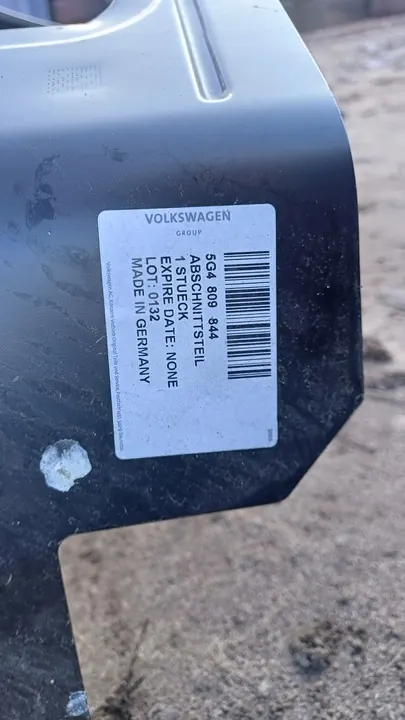 VOLKSWAGEN
GROUP
5G4 809 844
ABSCHNITTSTEIL
1 STUECK
EXPIRE DATE: NONE
LOT: 0132
MADE IN GERMANY